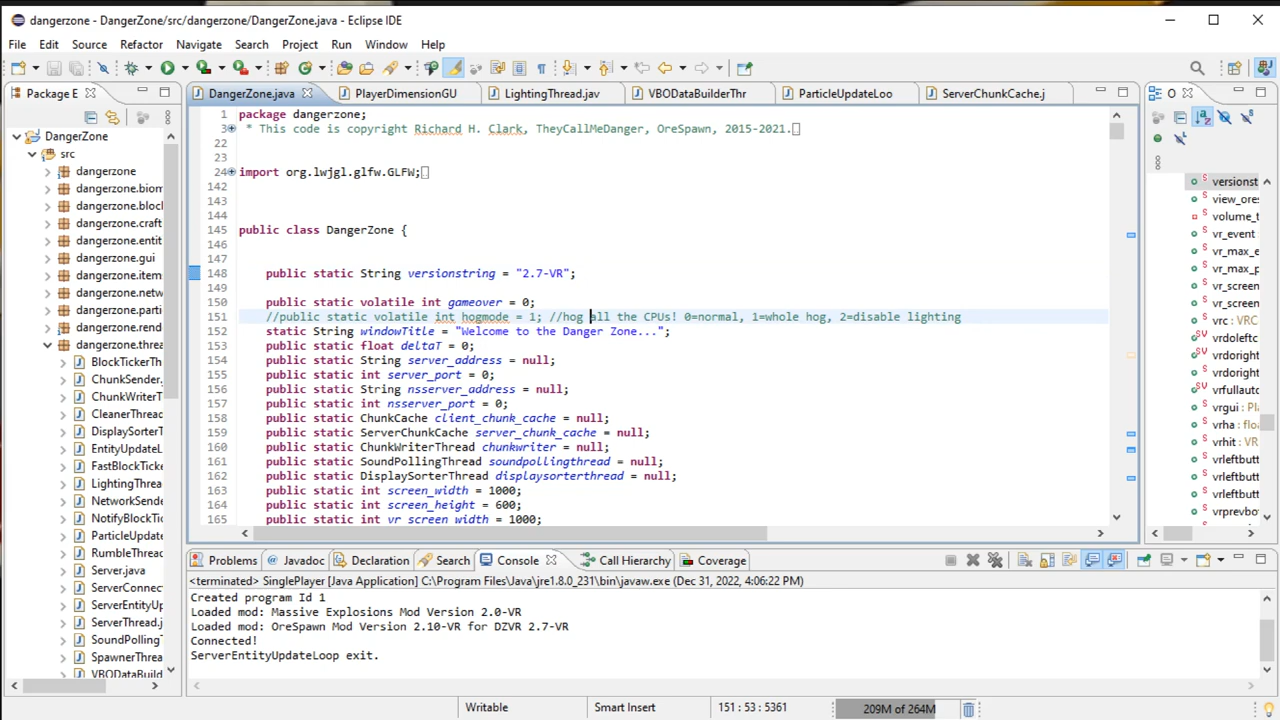 dangerzone - DangerZone/src/dangerzone/DangerZone.java - Eclipse IDE
File Edit Source Refactor Navigate Search Project Run Window Help
Package E
DangerZone.java
PlayerDimensionGU
LightingThread.jav
VBODataBuilderThr
ParticleUpdateLoo
ServerChunkCache.j
O
DangerZone
src
dangerzone
dangerzone.biom
dangerzone.bloc
dangerzone.craft
dangerzone.entit
dangerzone.gui
dangerzone.item
dangerzone.netw
dangerzone.parti
dangerzone.rend
dangerzone.threa
BlockTickerTh
ChunkSender.
ChunkWriterT
CleanerThread
DisplaySorterT
EntityUpdateL
FastBlockTicke
LightingThrea
NetworkSende
NotifyBlockTic
ParticleUpdate
RumbleThrea
Server.java
ServerConnec
ServerEntityUp
ServerThread.j
SoundPollingT
SpawnerThrea
VBODataBuild
1 package dangerzone;
3 * This code is copyright Richard H. Clark, TheyCallMeDanger, OreSpawn, 2015-2021.
22
23
24 import org.lwjgl.glfw.GLFW;
142
143
144
145 public class DangerZone {
146
147
148 public static String versionstring = "2.7-VR";
150 public static volatile int gameover = 0;
151 //public static volatile int hogmode = 1; //hog all the CPUs! 0=normal, 1=whole hog, 2=disable lighting
152 static String windowTitle = "Welcome to the Danger Zone...";
153 public static float deltaT = 0;
154 public static String server_address = null;
155 public static int server_port = 0;
156 public static String nsserver_address = null;
157 public static int nsserver_port = 0;
158 public static ChunkCache client_chunk_cache = null;
159 public static ServerChunkCache server_chunk_cache = null;
160 public static ChunkWriterThread chunkwriter = null;
161 public static SoundPollingThread soundpollingthread = null;
162 public static DisplaySorterThread displaysorterthread = null;
163 public static int screen_width = 1000;
164 public static int screen_height = 600;
165 public static int vr_screen_width = 1000;
versionst
view_ores
volume_t
vr_event
vr_max_e
vr_max_p
vr_screen
vr_screen
vrc : VRC
vrdoleftc
vrdoright
vrdoright
vrfullauto
vrgui : Pl
vrha : floa
vrhit : VR
vrleftbutt
vrleftbutt
vrleftbutt
vrprevbo
Problems Javadoc Declaration Search Console Call Hierarchy Coverage
<terminated> SinglePlayer [Java Application] C:\Program Files\Java\jre1.8.0_231\bin\javaw.exe (Dec 31, 2022, 4:06:22 PM)
Created program Id 1
Loaded mod: Massive Explosions Mod Version 2.0-VR
Loaded mod: OreSpawn Mod Version 2.10-VR for DZVR 2.7-VR
Connected!
ServerEntityUpdateLoop exit.
Writable Smart Insert 151 : 53 : 5361 209M of 264M